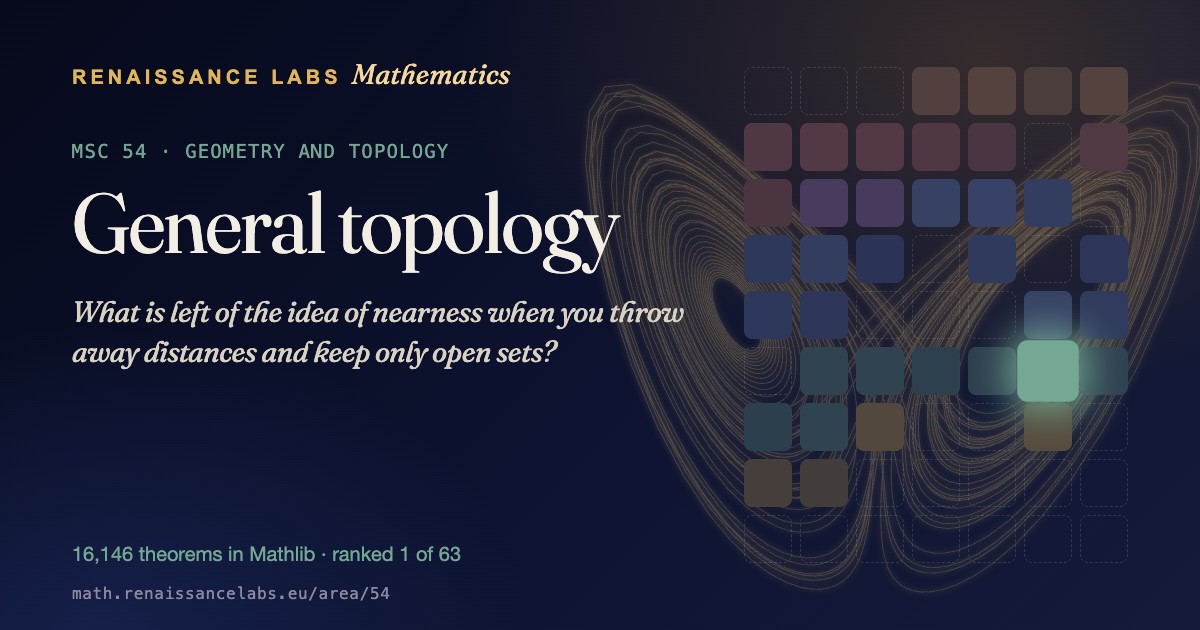 RENAISSANCE LABS Mathematics
MSC 54 · GEOMETRY AND TOPOLOGY
General topology
What is left of the idea of nearness when you throw
away distances and keep only open sets?
16,146 theorems in Mathlib · ranked 1 of 63
math.renaissancelabs.eu/area/54